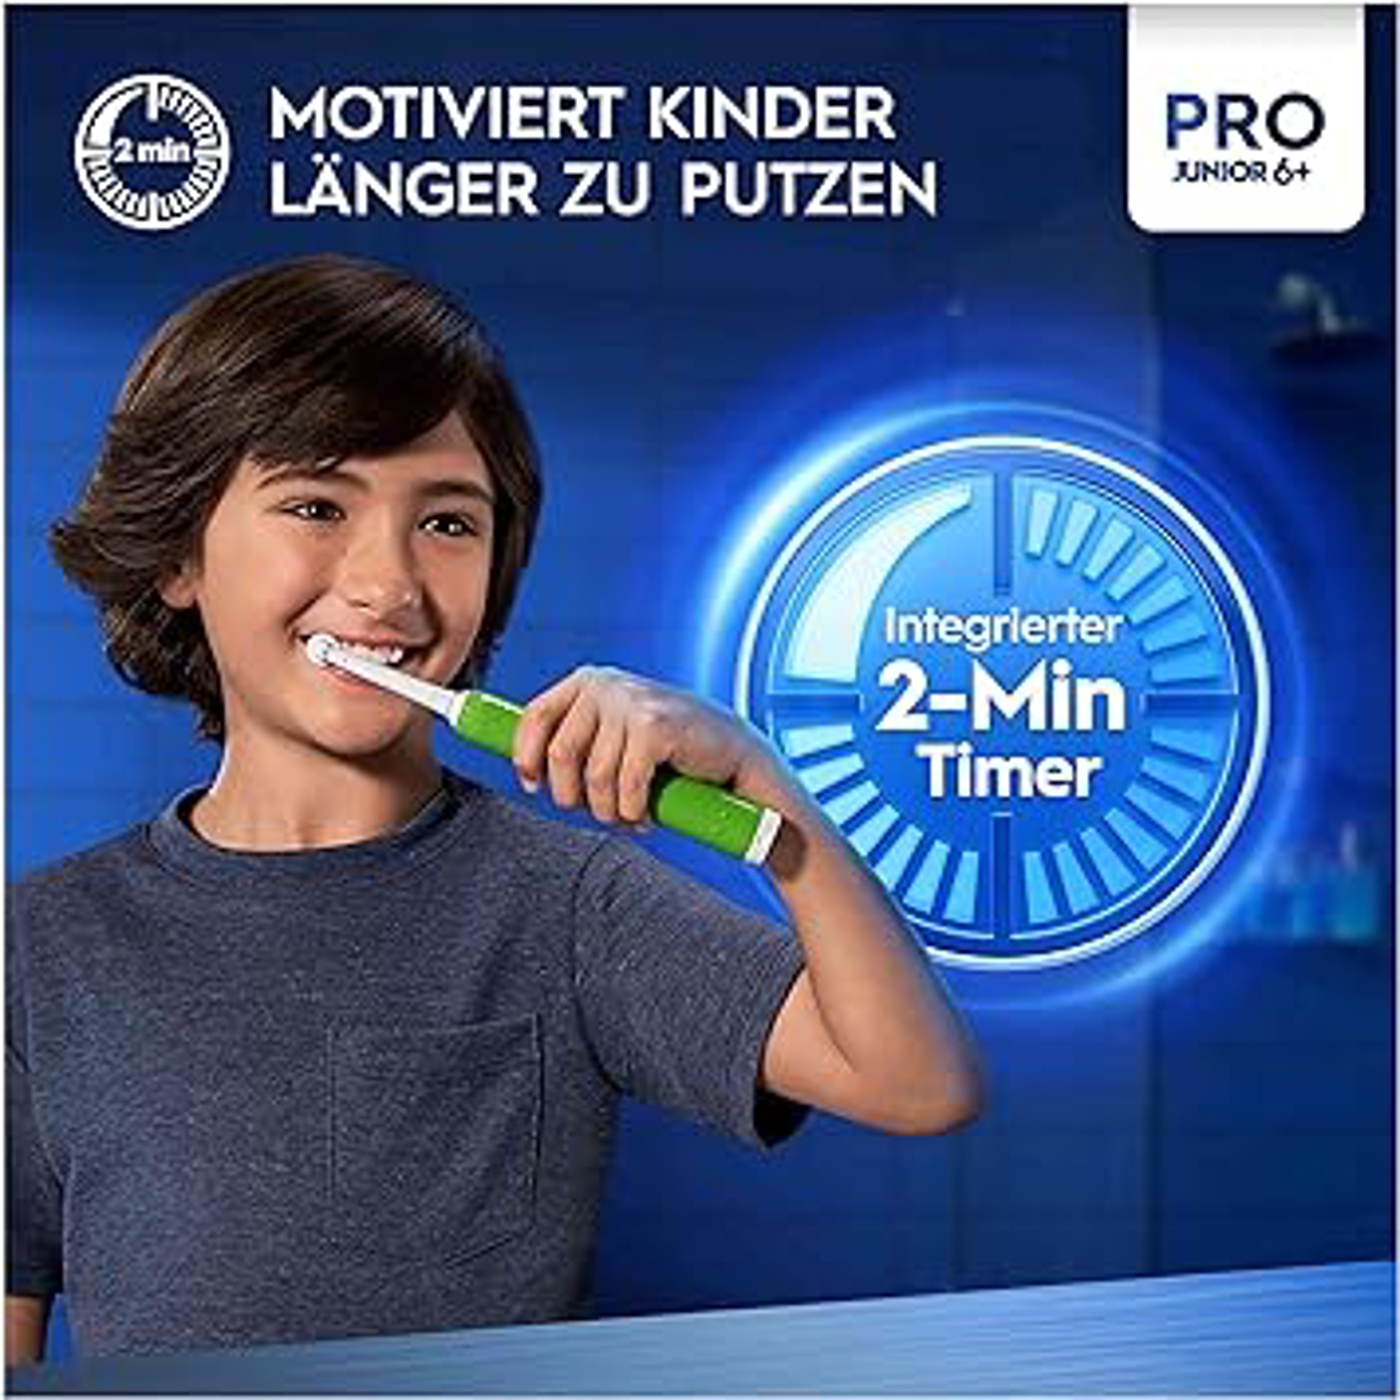 2 min
MOTIVIERT KINDER
LÄNGER ZU PUTZEN
PRO
JUNIOR 6+
Integrierter
2-Min
Timer